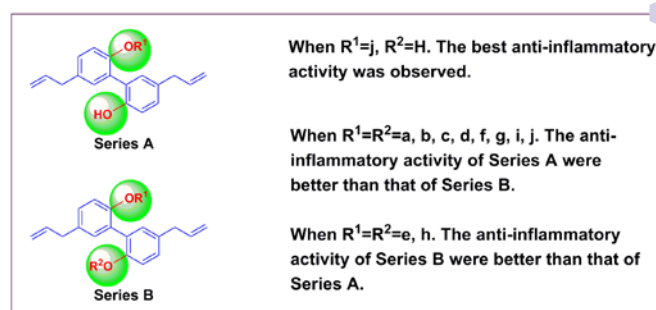 OR¹
HO
Series A
OR¹
R²O
Series B
When R¹=j, R²=H. The best anti-inflammatory
activity was observed.
When R¹=R²=a, b, c, d, f, g, i, j. The anti-
inflammatory activity of Series A were
better than that of Series B.
When R¹=R²=e, h. The anti-inflammatory
activity of Series B were better than that of
Series A.